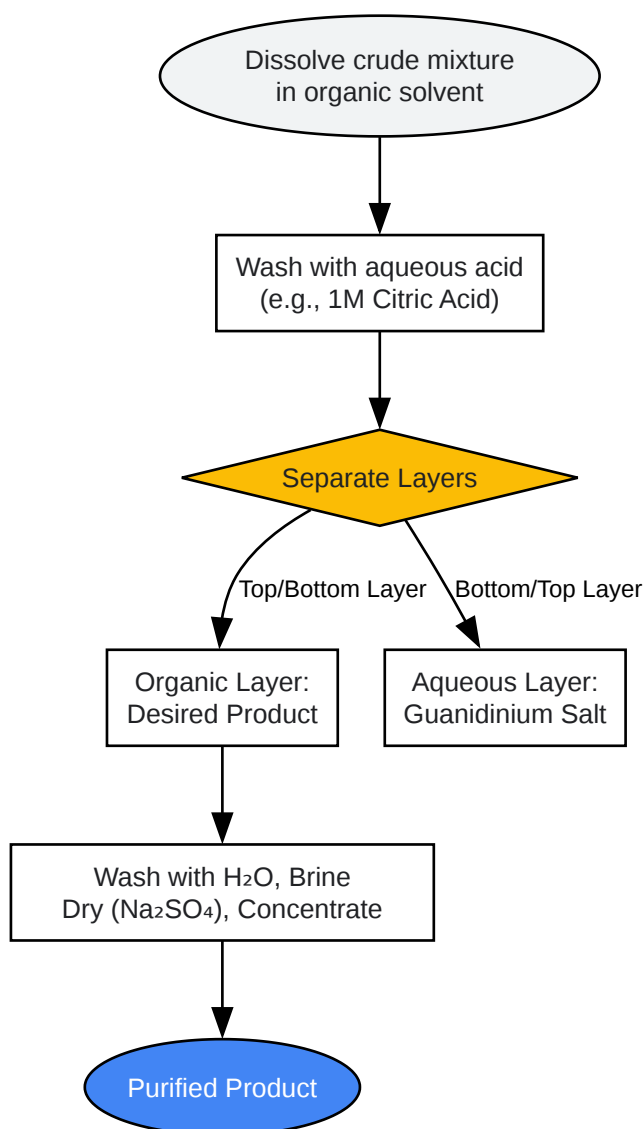 Dissolve crude mixture
in organic solvent
Wash with aqueous acid
(e.g., 1M Citric Acid)
Separate Layers
Top/Bottom Layer
Bottom/Top Layer
Organic Layer:
Desired Product
Aqueous Layer:
Guanidinium Salt
Wash with H₂O, Brine
Dry (Na₂SO₄), Concentrate
Purified Product